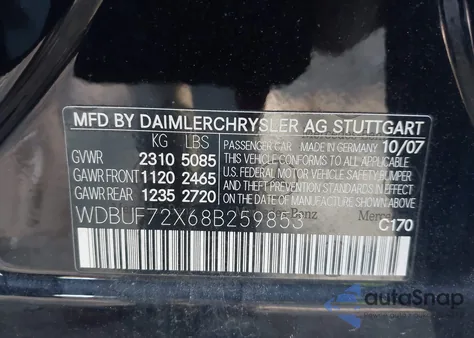 MFD BY DAIMLERCHRYSLER AG STUTTGART
KG LBS
PASSENGER CAR MADE IN GERMANY 10/07
GVWR 2310 5085
THIS VEHICLE CONFORMS TO ALL APPLICABLE
GAWR FRONT 1120 2465
U.S. FEDERAL MOTOR VEHICLE SAFETY BUMPER
GAWR REAR 1235 2720
AND THEFT PREVENTION STANDARDS IN EFFECT
ON THE DATE OF MANUFACTURE SHOWN ABOVE
WDBUF72X68B259853
C170
autoSnap